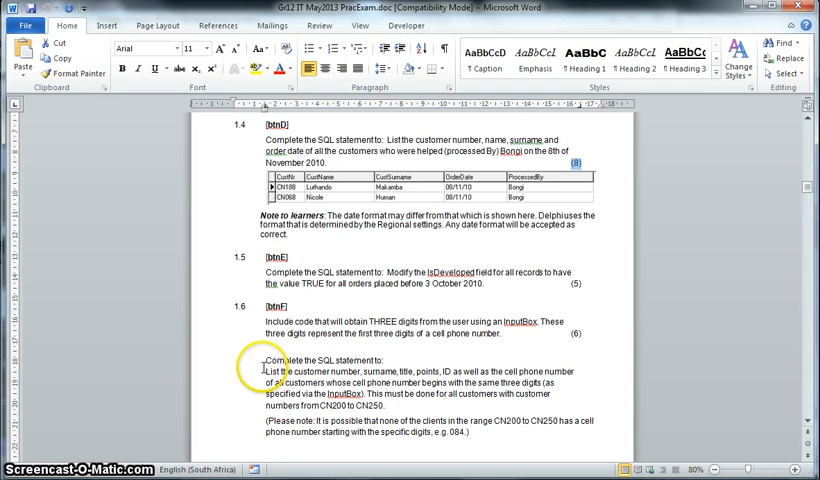 Gr12 IT May2013 PracExam.doc [Compatibility Mode] - Microsoft Word
File Home Insert Page Layout References Mailings Review View Developer
Cut
Copy
Format Painter
Paste
Clipboard
Arial 11
Font
Paragraph
AaBbCcD AaBbCcI AaBbC AaBbCcI AaBbCc
¶ Caption Emphasis ¶ Heading 1 ¶ Heading 2 ¶ Heading 3
Change Styles
Styles
Find
Replace
Select
Editing
1.4 [btnD]
Complete the SQL statement to: List the customer number, name, surname and
order date of all the customers who were helped (processed By) Bongi on the 8th of
November 2010. (8)
CustNr CustName CustSurname OrderDate ProcessedBy
CN188 Luthando Makamba 08/11/10 Bongi
CN068 Nicole Human 08/11/10 Bongi
Note to learners: The date format may differ from that which is shown here. Delphi uses the
format that is determined by the Regional settings. Any date format will be accepted as
correct.
1.5 [btnE]
Complete the SQL statement to: Modify the IsDeveloped field for all records to have
the value TRUE for all orders placed before 3 October 2010. (5)
1.6 [btnF]
Include code that will obtain THREE digits from the user using an InputBox. These
three digits represent the first three digits of a cell phone number. (6)
Complete the SQL statement to:
List the customer number, surname, title, points, ID as well as the cell phone number
of all customers whose cell phone number begins with the same three digits (as
specified via the InputBox). This must be done for all customers with customer
numbers from CN200 to CN250.
(Please note: It is possible that none of the clients in the range CN200 to CN250 has a cell
phone number starting with the specific digits, e.g. 084.)
Screencast-O-Matic.com English (South Africa) 80%